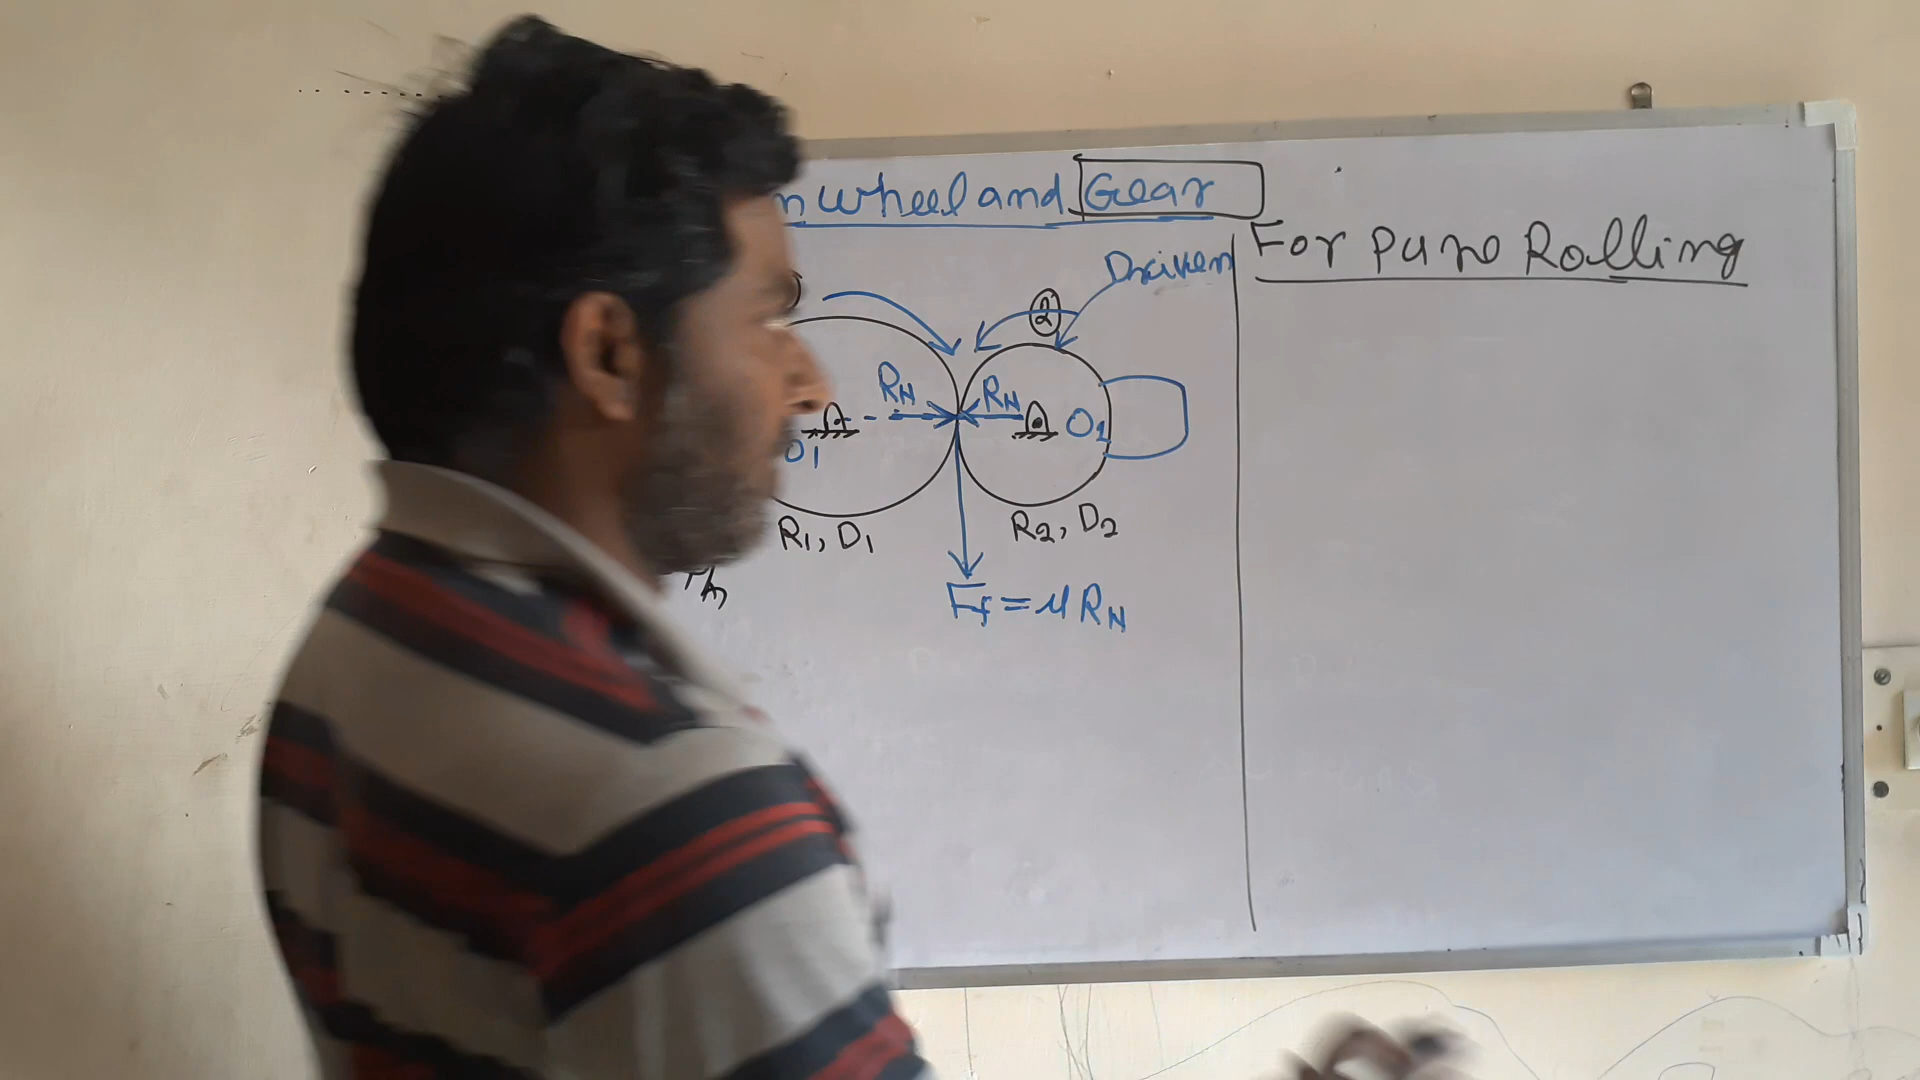 n wheel and Gear
For Pure Rolling
Driven
2
RN
RN
O1
O2
R1, D1
R2, D2
Ff = μ RN